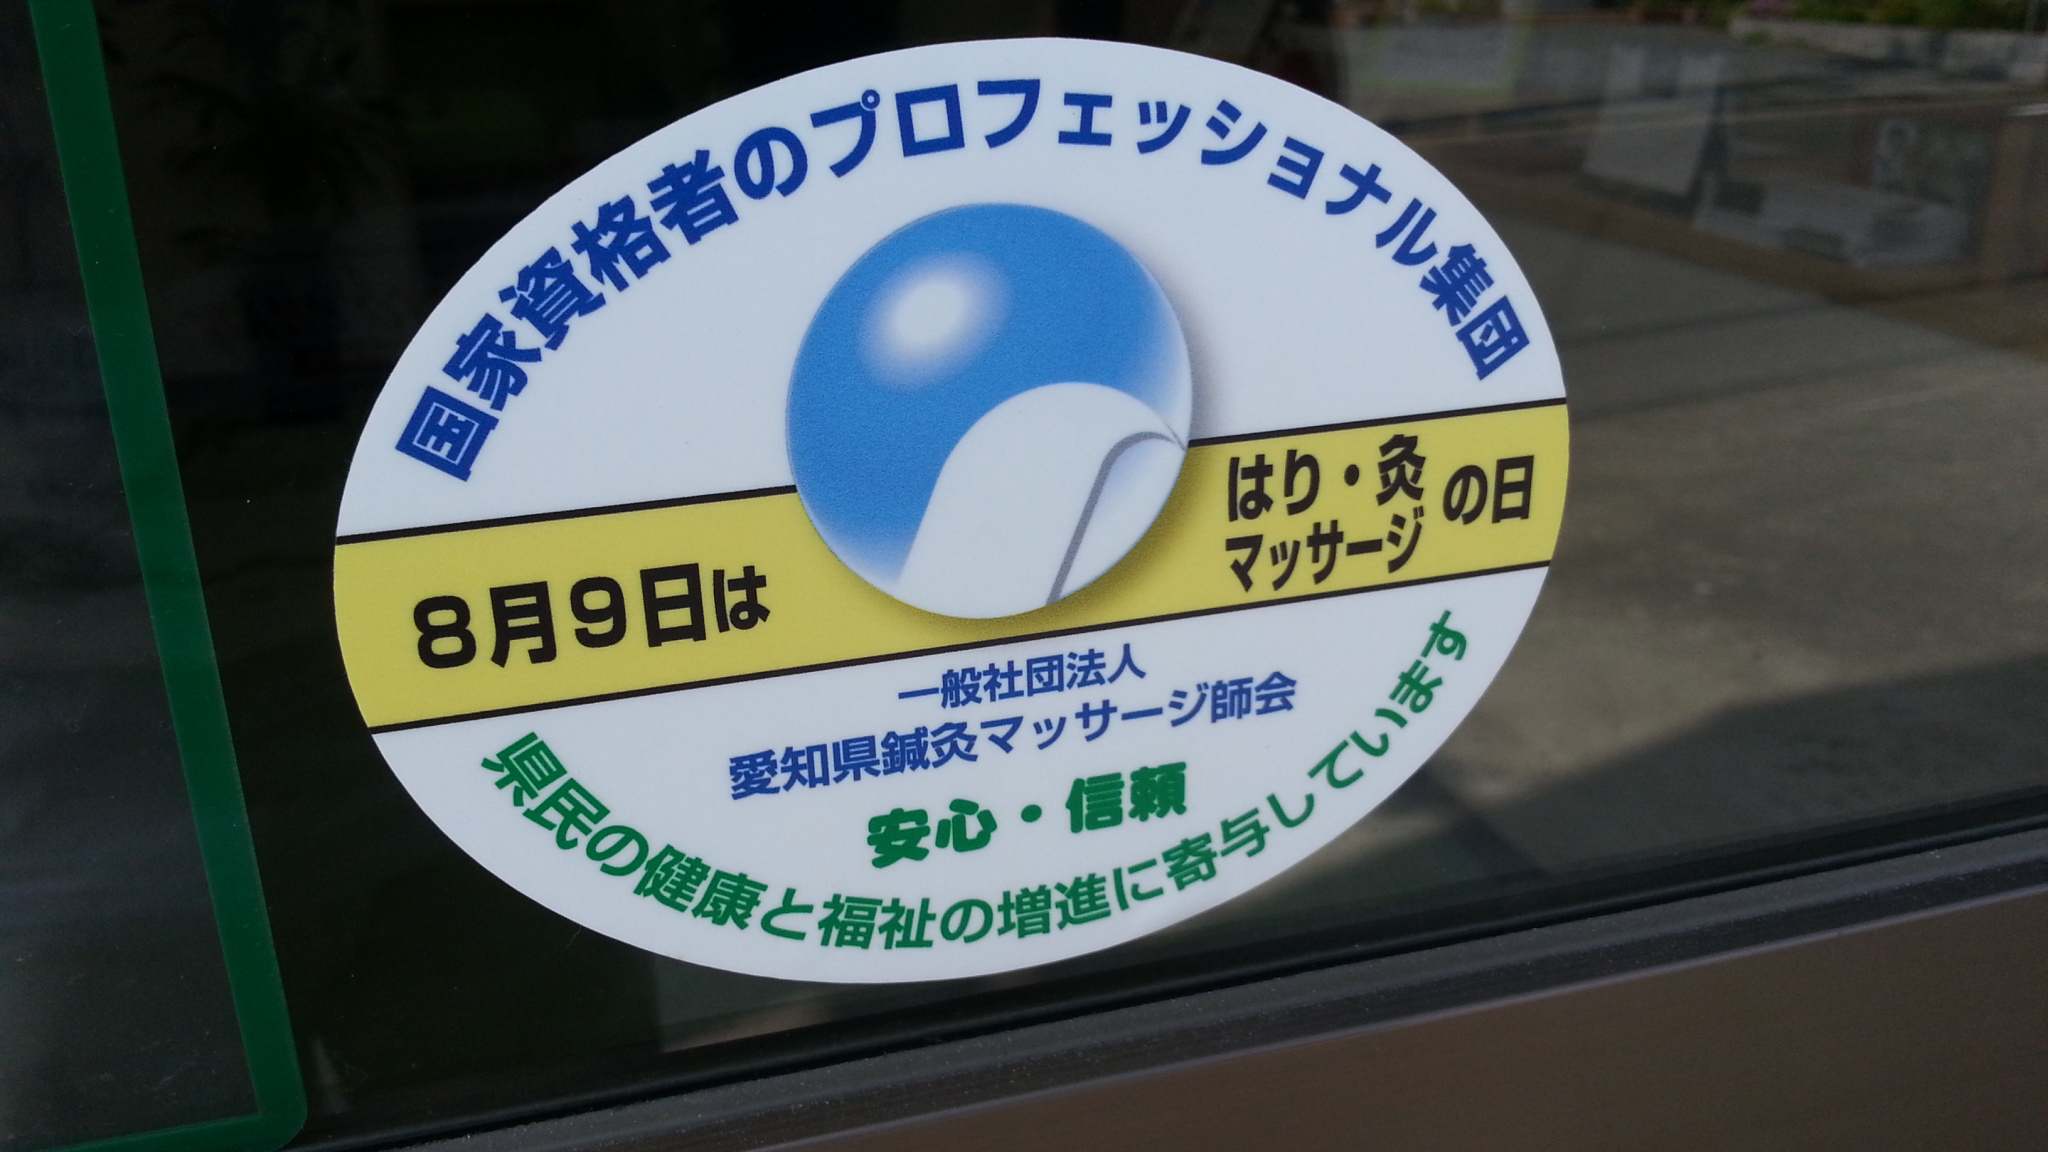 国家資格者のプロフェッショナル集団
8月9日は
はり・灸
マッサージ
の日
一般社団法人
愛知県鍼灸マッサージ師会
安心・信頼
県民の健康と福祉の増進に寄与しています